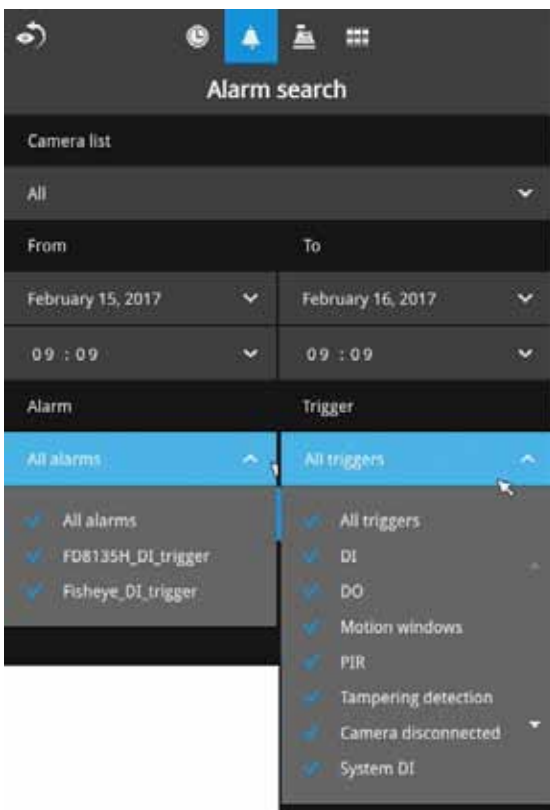 Alarm search
Camera list
All
From To
February 15, 2017 February 16, 2017
09 : 09 09 : 09
Alarm Trigger
All alarms All triggers
All alarms
FD8135H_DI_trigger
Fisheye_DI_trigger
All triggers
DI
DO
Motion windows
PIR
Tampering detection
Camera disconnected
System DI